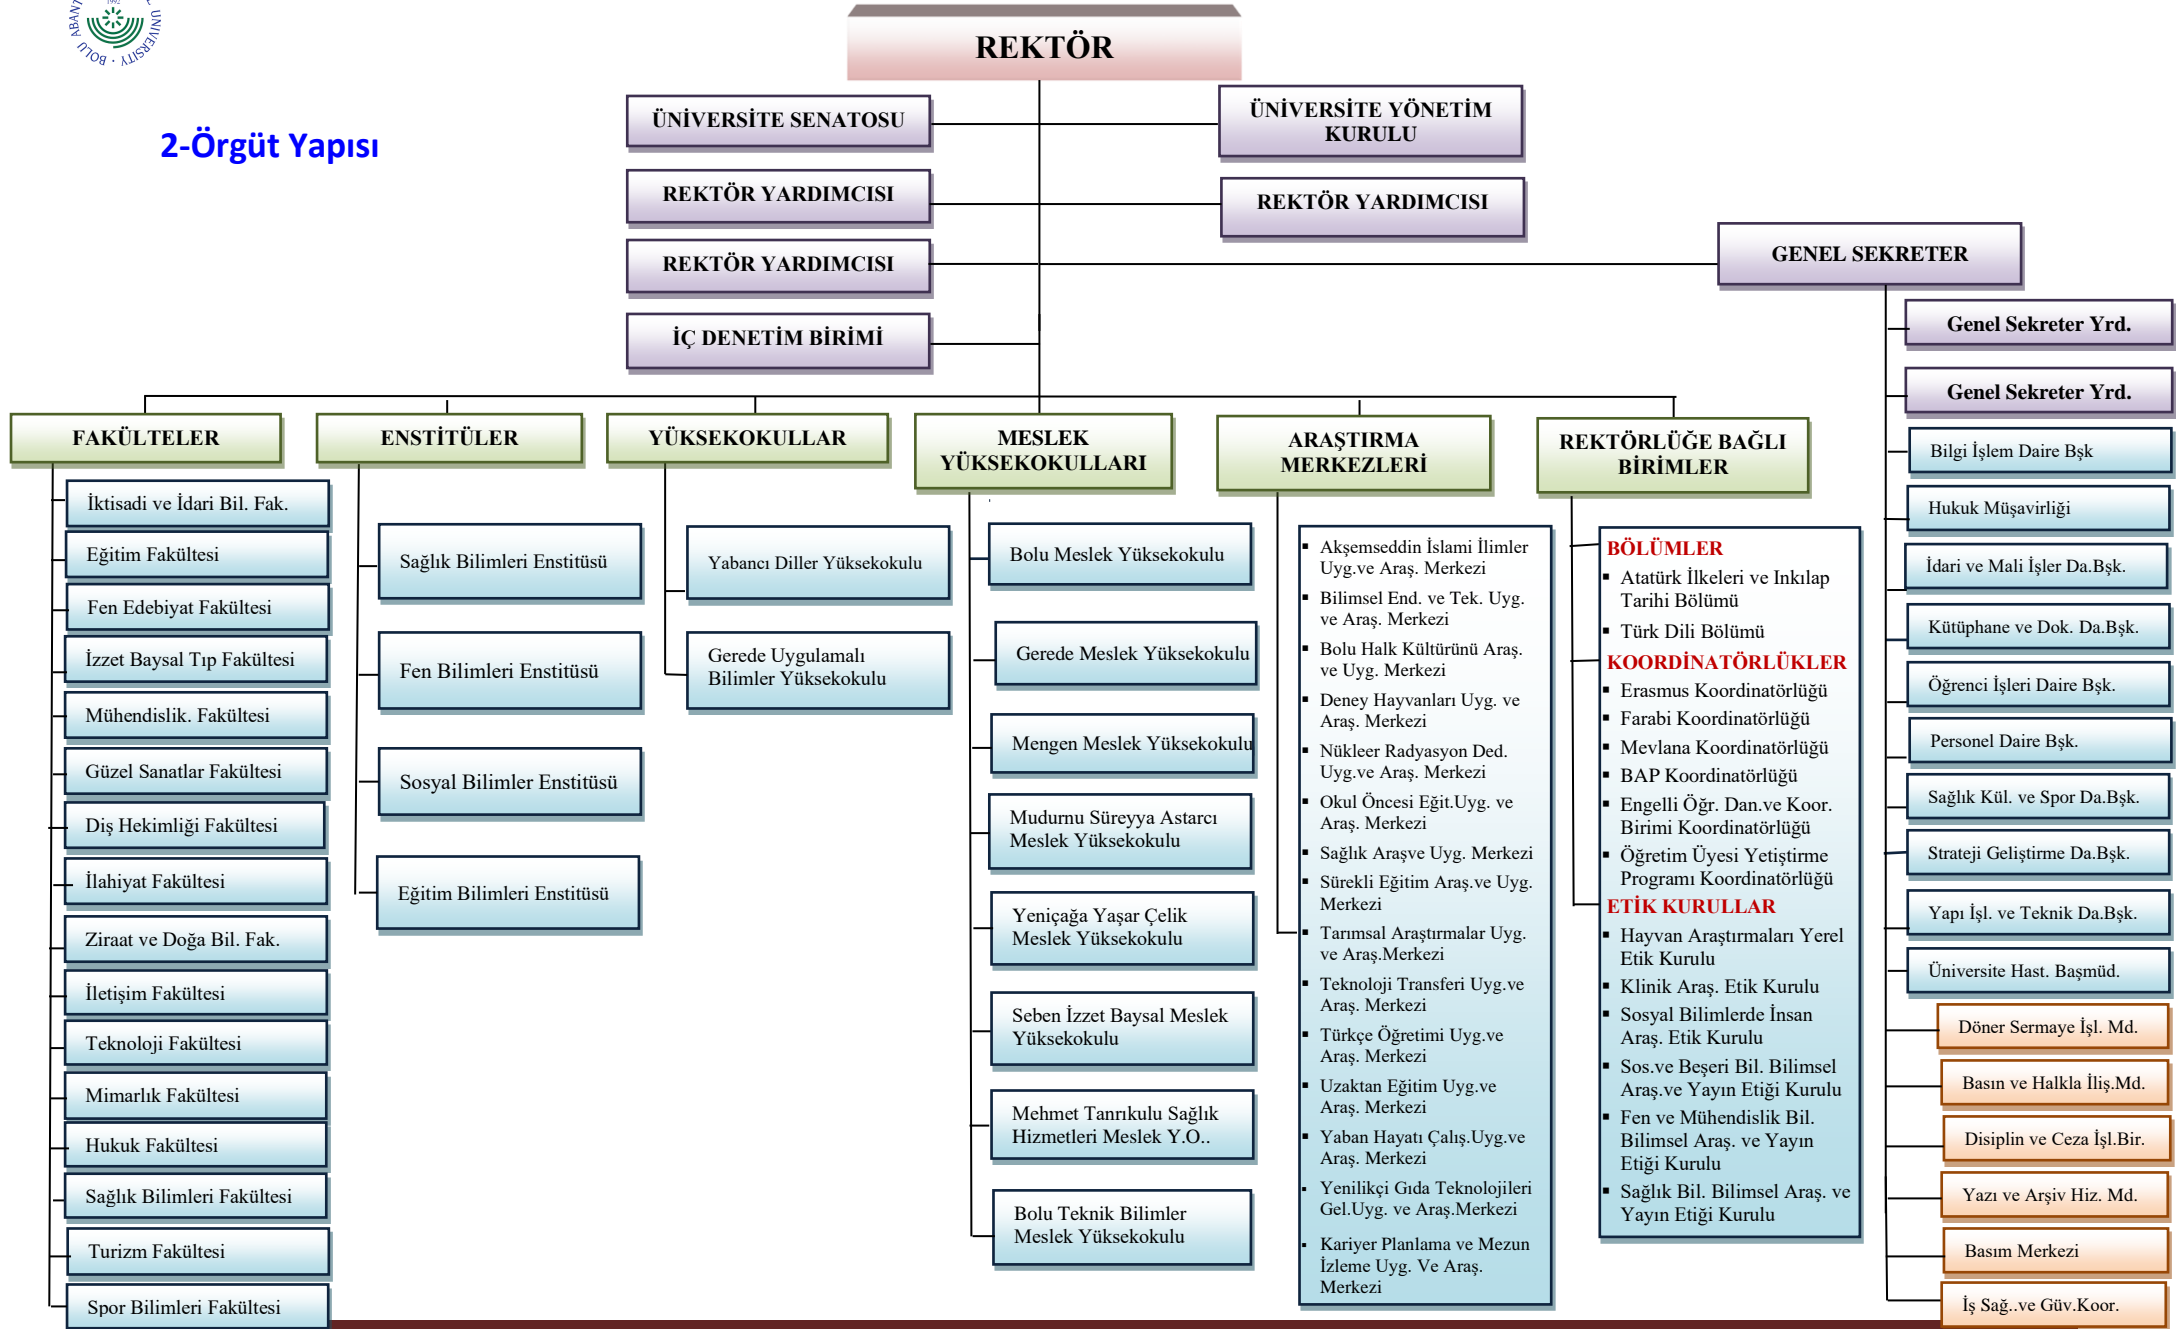 1992
BOLU ABANT
UNIVERSITY
REKTÖR
2-Örgüt Yapısı
ÜNİVERSİTE SENATOSU
ÜNİVERSİTE YÖNETİM
KURULU
REKTÖR YARDIMCISI
REKTÖR YARDIMCISI
REKTÖR YARDIMCISI
GENEL SEKRETER
İÇ DENETİM BİRİMİ
FAKÜLTELER
İktisadi ve İdari Bil. Fak.
Eğitim Fakültesi
Fen Edebiyat Fakültesi
İzzet Baysal Tıp Fakültesi
Mühendislik. Fakültesi
Güzel Sanatlar Fakültesi
Diş Hekimliği Fakültesi
İlahiyat Fakültesi
Ziraat ve Doğa Bil. Fak.
İletişim Fakültesi
Teknoloji Fakültesi
Mimarlık Fakültesi
Hukuk Fakültesi
Sağlık Bilimleri Fakültesi
Turizm Fakültesi
Spor Bilimleri Fakültesi
ENSTİTÜLER
Sağlık Bilimleri Enstitüsü
Fen Bilimleri Enstitüsü
Sosyal Bilimler Enstitüsü
Eğitim Bilimleri Enstitüsü
YÜKSEKOKULLAR
Yabancı Diller Yüksekokulu
Gerede Uygulamalı
Bilimler Yüksekokulu
MESLEK
YÜKSEKOKULLARI
Bolu Meslek Yüksekokulu
Gerede Meslek Yüksekokulu
Mengen Meslek Yüksekokulu
Mudurnu Süreyya Astarcı
Meslek Yüksekokulu
Yeniçağa Yaşar Çelik
Meslek Yüksekokulu
Seben İzzet Baysal Meslek
Yüksekokulu
Mehmet Tanrıkulu Sağlık
Hizmetleri Meslek Y.O..
Bolu Teknik Bilimler
Meslek Yüksekokulu
ARAŞTIRMA
MERKEZLERİ
▪ Akşemseddin İslami İlimler
Uyg.ve Araş. Merkezi
▪ Bilimsel End. ve Tek. Uyg.
ve Araş. Merkezi
▪ Bolu Halk Kültürünü Araş.
ve Uyg. Merkezi
▪ Deney Hayvanları Uyg. ve
Araş. Merkezi
▪ Nükleer Radyasyon Ded.
Uyg.ve Araş. Merkezi
▪ Okul Öncesi Eğit.Uyg. ve
Araş. Merkezi
▪ Sağlık Araşve Uyg. Merkezi
▪ Sürekli Eğitim Araş.ve Uyg.
Merkezi
▪ Tarımsal Araştırmalar Uyg.
ve Araş.Merkezi
▪ Teknoloji Transferi Uyg.ve
Araş. Merkezi
▪ Türkçe Öğretimi Uyg.ve
Araş. Merkezi
▪ Uzaktan Eğitim Uyg.ve
Araş. Merkezi
▪ Yaban Hayatı Çalış.Uyg.ve
Araş. Merkezi
▪ Yenilikçi Gıda Teknolojileri
Gel.Uyg. ve Araş.Merkezi
▪ Kariyer Planlama ve Mezun
İzleme Uyg. Ve Araş.
Merkezi
REKTÖRLÜĞE BAĞLI
BİRİMLER
BÖLÜMLER
▪ Atatürk İlkeleri ve Inkılap
Tarihi Bölümü
▪ Türk Dili Bölümü
KOORDİNATÖRLÜKLER
▪ Erasmus Koordinatörlüğü
▪ Farabi Koordinatörlüğü
▪ Mevlana Koordinatörlüğü
▪ BAP Koordinatörlüğü
▪ Engelli Öğr. Dan.ve Koor.
Birimi Koordinatörlüğü
▪ Öğretim Üyesi Yetiştirme
Programı Koordinatörlüğü
ETİK KURULLAR
▪ Hayvan Araştırmaları Yerel
Etik Kurulu
▪ Klinik Araş. Etik Kurulu
▪ Sosyal Bilimlerde İnsan
Araş. Etik Kurulu
▪ Sos.ve Beşeri Bil. Bilimsel
Araş.ve Yayın Etiği Kurulu
▪ Fen ve Mühendislik Bil.
Bilimsel Araş. ve Yayın
Etiği Kurulu
▪ Sağlık Bil. Bilimsel Araş. ve
Yayın Etiği Kurulu
Genel Sekreter Yrd.
Genel Sekreter Yrd.
Bilgi İşlem Daire Bşk
Hukuk Müşavirliği
İdari ve Mali İşler Da.Bşk.
Kütüphane ve Dok. Da.Bşk.
Öğrenci İşleri Daire Bşk.
Personel Daire Bşk.
Sağlık Kül. ve Spor Da.Bşk.
Strateji Geliştirme Da.Bşk.
Yapı İşl. ve Teknik Da.Bşk.
Üniversite Hast. Başmüd.
Döner Sermaye İşl. Md.
Basın ve Halkla İliş.Md.
Disiplin ve Ceza İşl.Bir.
Yazı ve Arşiv Hiz. Md.
Basım Merkezi
İş Sağ..ve Güv.Koor.